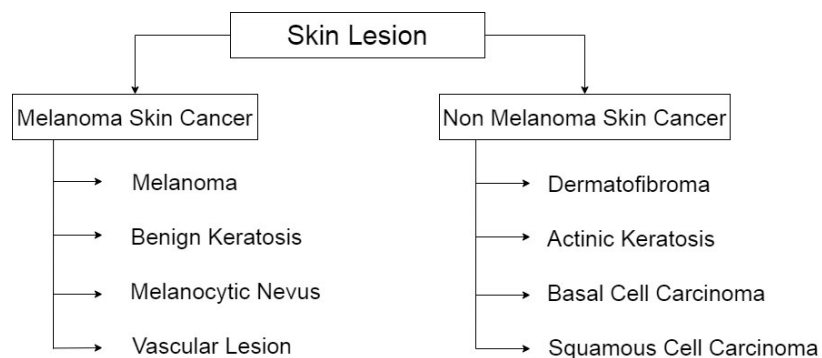 Skin Lesion
Melanoma Skin Cancer
Melanoma
Benign Keratosis
Melanocytic Nevus
Vascular Lesion
Non Melanoma Skin Cancer
Dermatofibroma
Actinic Keratosis
Basal Cell Carcinoma
Squamous Cell Carcinoma